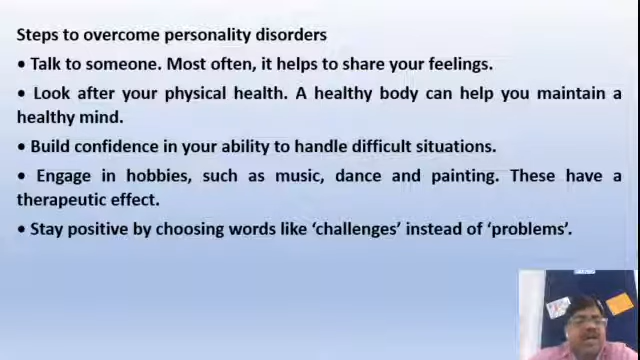 Steps to overcome personality disorders
• Talk to someone. Most often, it helps to share your feelings.
• Look after your physical health. A healthy body can help you maintain a
healthy mind.
• Build confidence in your ability to handle difficult situations.
• Engage in hobbies, such as music, dance and painting. These have a
therapeutic effect.
• Stay positive by choosing words like ‘challenges’ instead of ‘problems’.